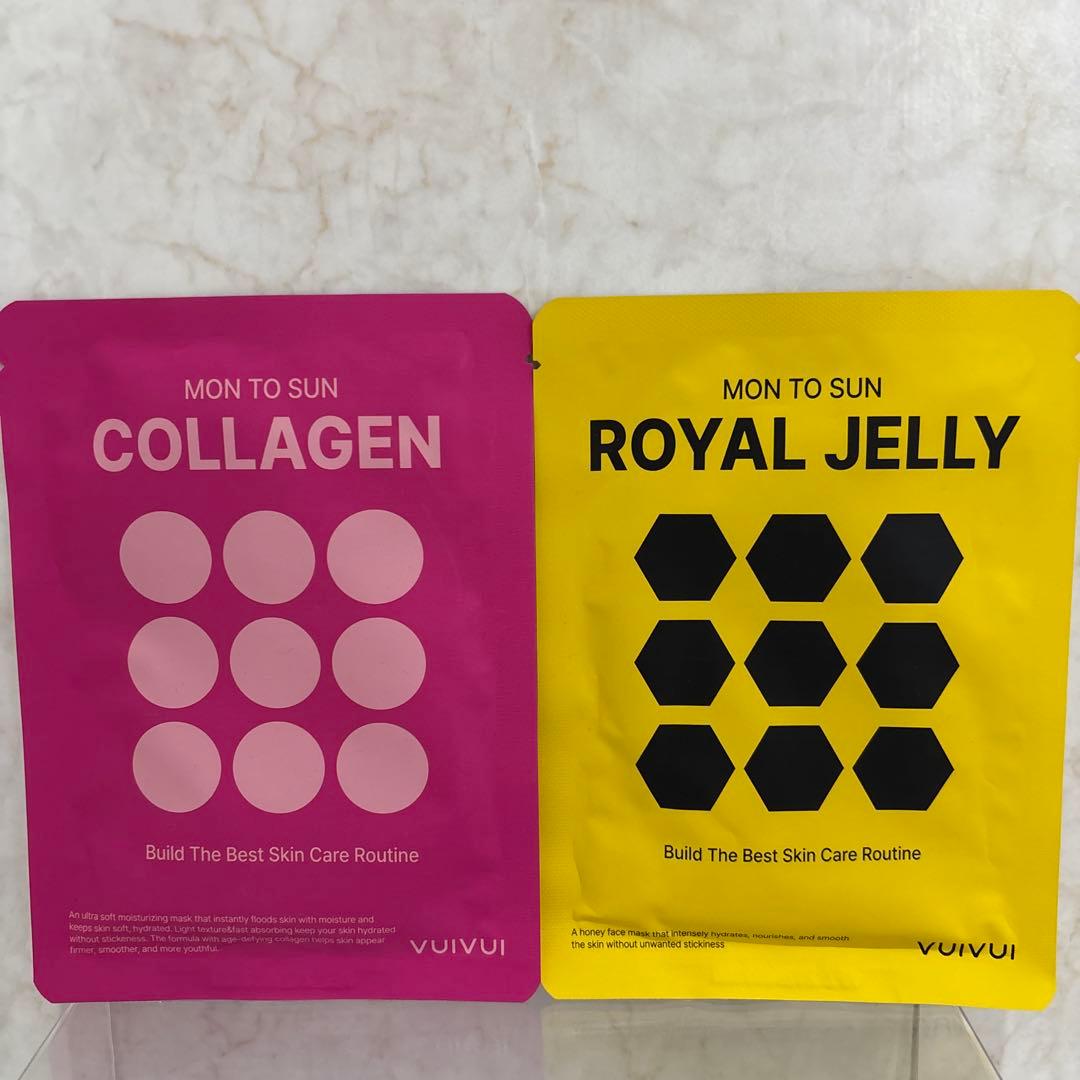 MON TO SUN
COLLAGEN
Build The Best Skin Care Routine
An ultra soft moisturizing mask that instantly floods skin with moisture and
keeps skin soft, hydrated. Light texture&fast absorbing keep your skin hydrated
without stickeness. The formula with age-defying collagen helps skin appear
firmer, smoother, and more youthful.
VUIVUI
MON TO SUN
ROYAL JELLY
Build The Best Skin Care Routine
A honey face mask that intensely hydrates, nourishes, and smooth
the skin without unwanted stickiness
VUIVUI